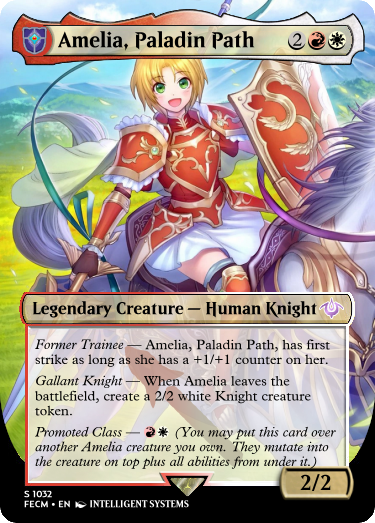 Amelia, Paladin Path 2
Legendary Creature — Human Knight
Former Trainee — Amelia, Paladin Path, has first
strike as long as she has a +1/+1 counter on her.
Gallant Knight — When Amelia leaves the
battlefield, create a 2/2 white Knight creature
token.
Promoted Class — (You may put this card over
another Amelia creature you own. They mutate into
the creature on top plus all abilities from under it.)
2/2
S 1032
FECM • EN INTELLIGENT SYSTEMS